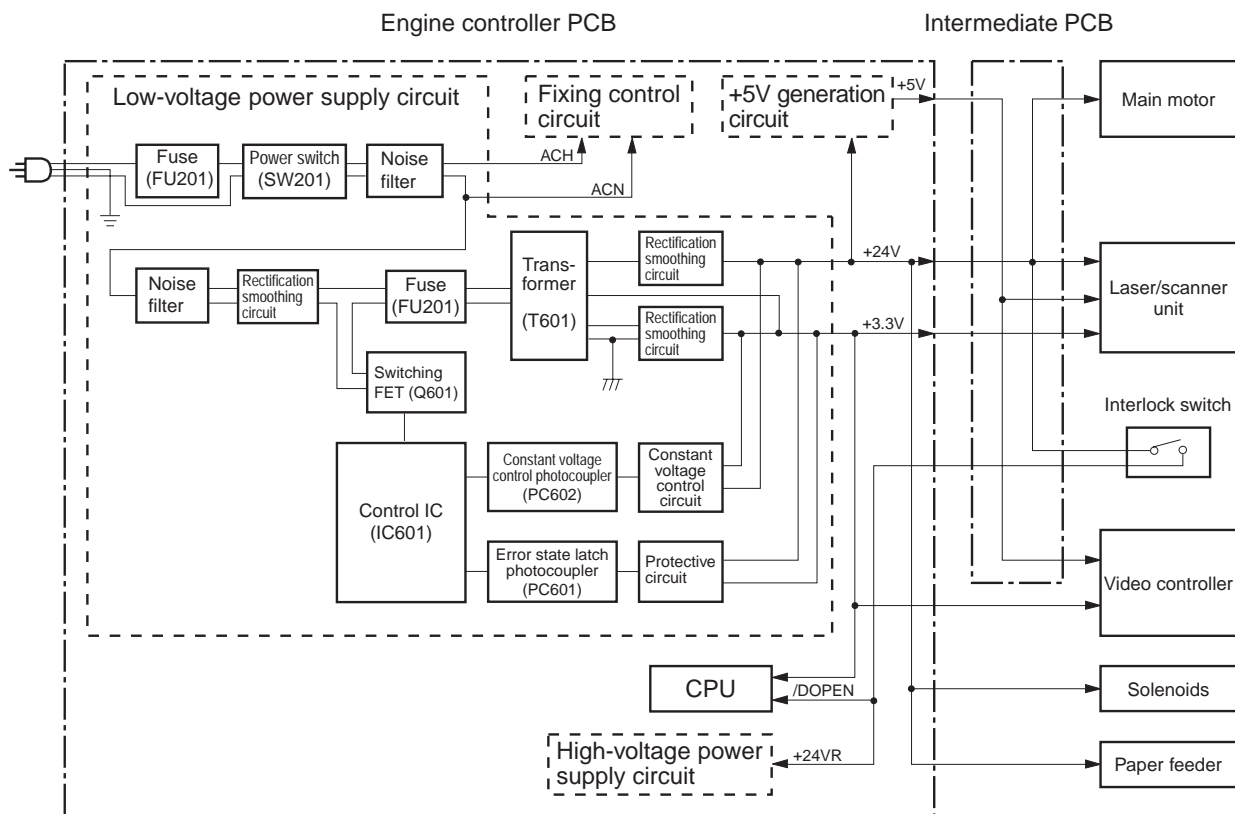 Engine controller PCB
Intermediate PCB
Low-voltage power supply circuit
Fixing control
circuit
+5V generation
circuit
+5V
Main motor
Fuse
(FU201)
Power switch
(SW201)
Noise
filter
ACH
ACN
Noise
filter
Rectification
smoothing
circuit
Fuse
(FU201)
Trans-
former
(T601)
Rectification
smoothing
circuit
+24V
Rectification
smoothing
circuit
+3.3V
Laser/scanner
unit
Switching
FET (Q601)
Interlock switch
Control IC
(IC601)
Constant voltage
control photocoupler
(PC602)
Constant
voltage
control
circuit
Error state latch
photocoupler
(PC601)
Protective
circuit
Video controller
CPU
/DOPEN
Solenoids
High-voltage power
supply circuit
+24VR
Paper feeder